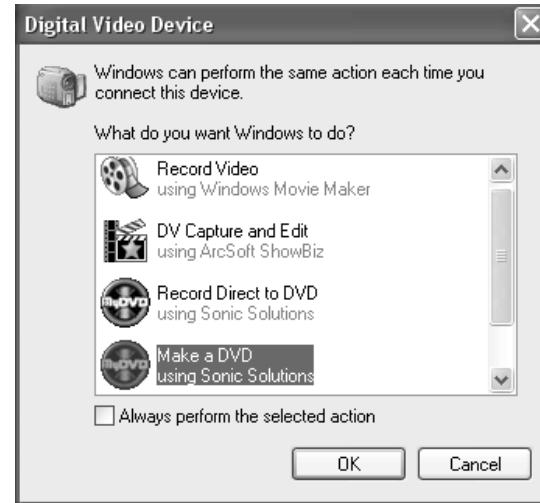 Digital Video Device
Windows can perform the same action each time you
connect this device.
What do you want Windows to do?
Record Video
using Windows Movie Maker
DV Capture and Edit
using ArcSoft ShowBiz
Record Direct to DVD
using Sonic Solutions
Make a DVD
using Sonic Solutions
Always perform the selected action
OK Cancel